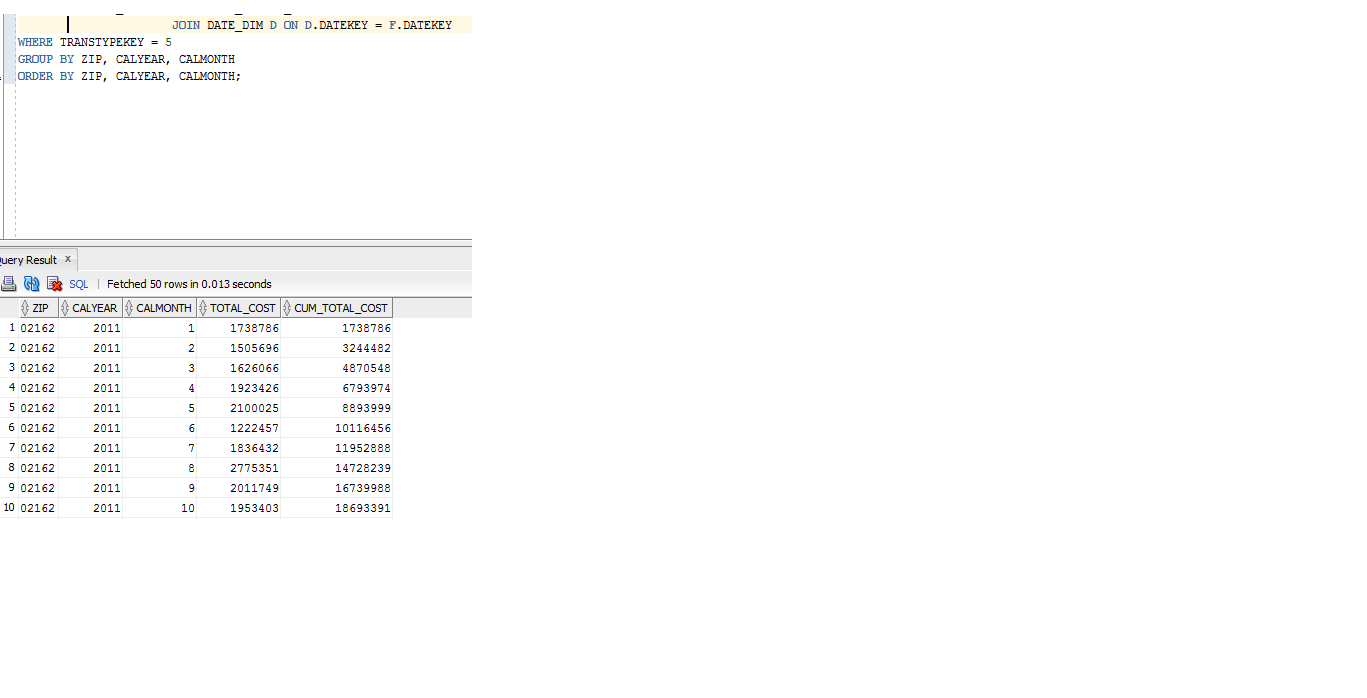 JOIN DATE_DIM D ON D.DATEKEY = F.DATEKEY
WHERE TRANSTYPEKEY = 5
GROUP BY ZIP, CALYEAR, CALMONTH
ORDER BY ZIP, CALYEAR, CALMONTH;
uery Result x
SQL | Fetched 50 rows in 0.013 seconds
ZIP CALYEAR CALMONTH TOTAL_COST CUM_TOTAL_COST
1 02162 2011 1 1738786 1738786
2 02162 2011 2 1505696 3244482
3 02162 2011 3 1626066 4870548
4 02162 2011 4 1923426 6793974
5 02162 2011 5 2100025 8893999
6 02162 2011 6 1222457 10116456
7 02162 2011 7 1836432 11952888
8 02162 2011 8 2775351 14728239
9 02162 2011 9 2011749 16739988
10 02162 2011 10 1953403 18693391